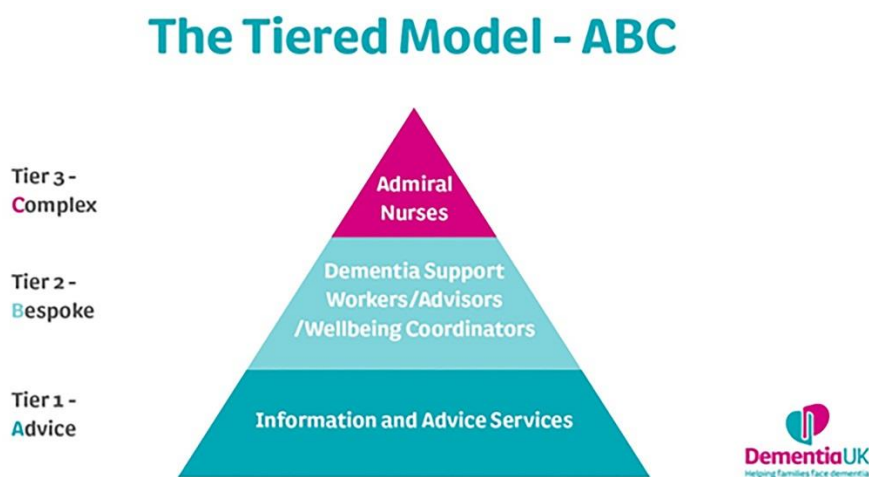 The Tiered Model - ABC
Tier 3 -
Complex
Admiral
Nurses
Tier 2 -
Bespoke
Dementia Support
Workers/Advisors
/Wellbeing Coordinators
Tier 1 -
Advice
Information and Advice Services
DementiaUK
Helping families face dementia